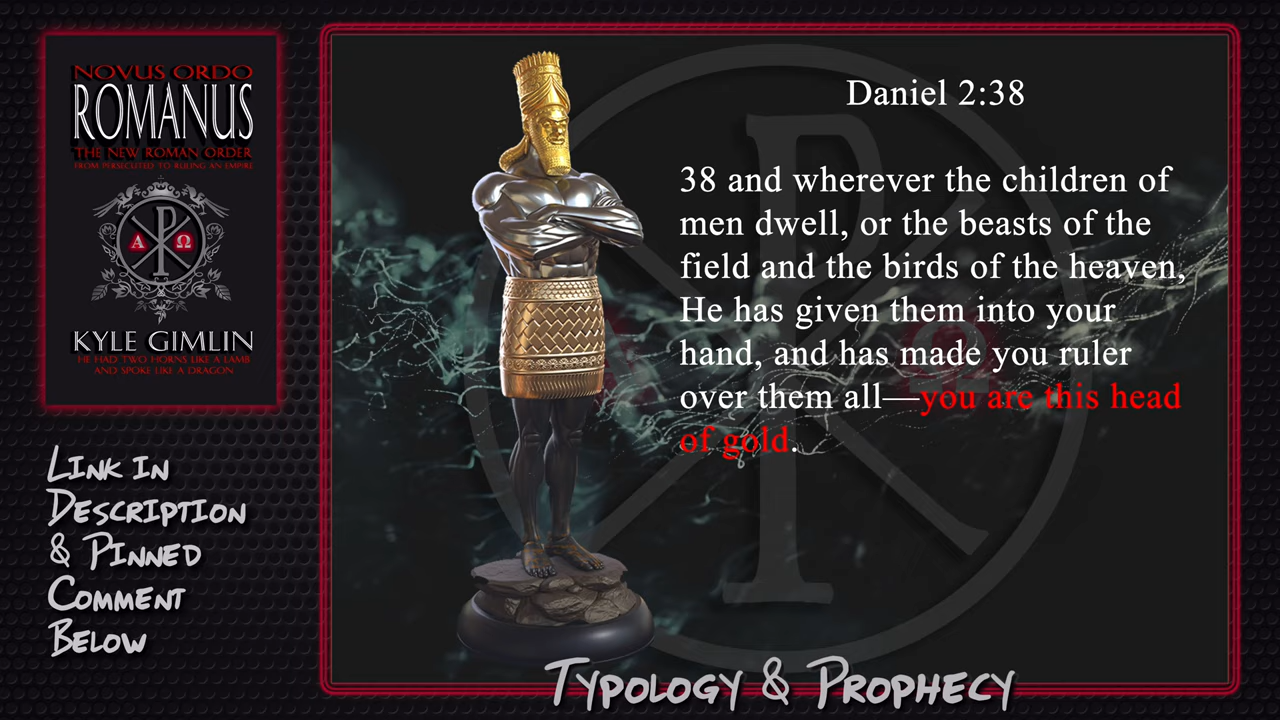 NOVUS ORDO
ROMANUS
THE NEW ROMAN ORDER
FROM PERSECUTED TO RULING AN EMPIRE
Α Ω
KYLE GIMLIN
HE HAD TWO HORNS LIKE A LAMB
AND SPOKE LIKE A DRAGON
Link in
Description
& Pinned
Comment
Below
Daniel 2:38
38 and wherever the children of
men dwell, or the beasts of the
field and the birds of the heaven,
He has given them into your
hand, and has made you ruler
over them all—you are this head
of gold.
Typology & Prophecy